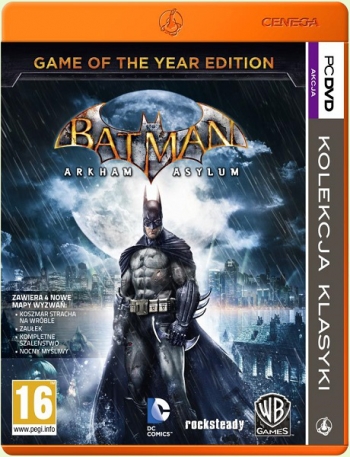 CENEGA
GAME OF THE YEAR EDITION
PC DVD
AKCJA
KOLEKCJA KLASYKI
BATMAN
ARKHAM ASYLUM
ZAWIERA 4 NOWE
MAPY WYZWAŃ:
• KOSZMAR STRACHA
NA WRÓBLE
• ZAUŁEK
• KOMPLETNE
SZALEŃSTWO
• NOCNY MYŚLIWY
16
www.pegi.info
DC
COMICS™
rocksteady
WB
GAMES